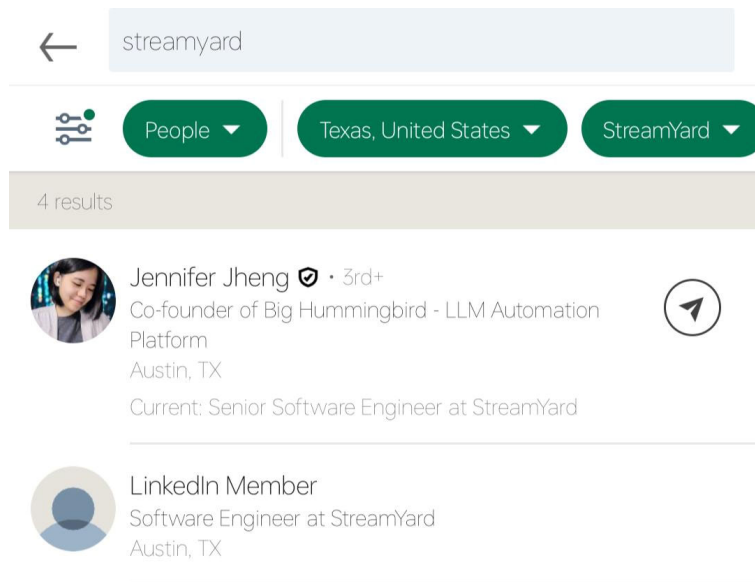 streamyard
People
Texas, United States
StreamYard
4 results
Jennifer Jheng • 3rd+
Co-founder of Big Hummingbird - LLM Automation
Platform
Austin, TX
Current: Senior Software Engineer at StreamYard
LinkedIn Member
Software Engineer at StreamYard
Austin, TX